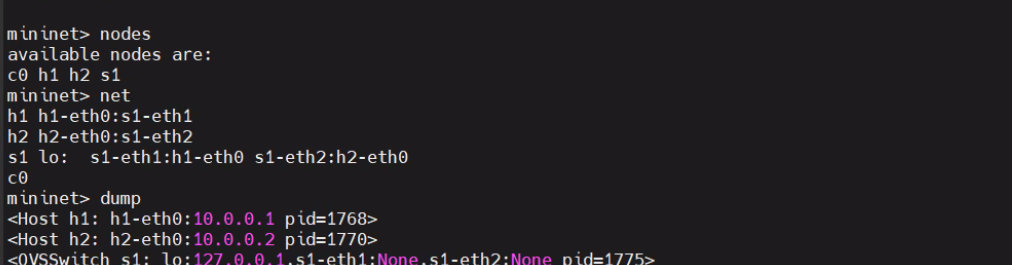 mininet> nodes
available nodes are:
c0 h1 h2 s1
mininet> net
h1 h1-eth0:s1-eth1
h2 h2-eth0:s1-eth2
s1 lo:  s1-eth1:h1-eth0 s1-eth2:h2-eth0
c0
mininet> dump
<Host h1: h1-eth0:10.0.0.1 pid=1768>
<Host h2: h2-eth0:10.0.0.2 pid=1770>
<OVSSwitch s1: lo:127.0.0.1,s1-eth1:None,s1-eth2:None pid=1775>